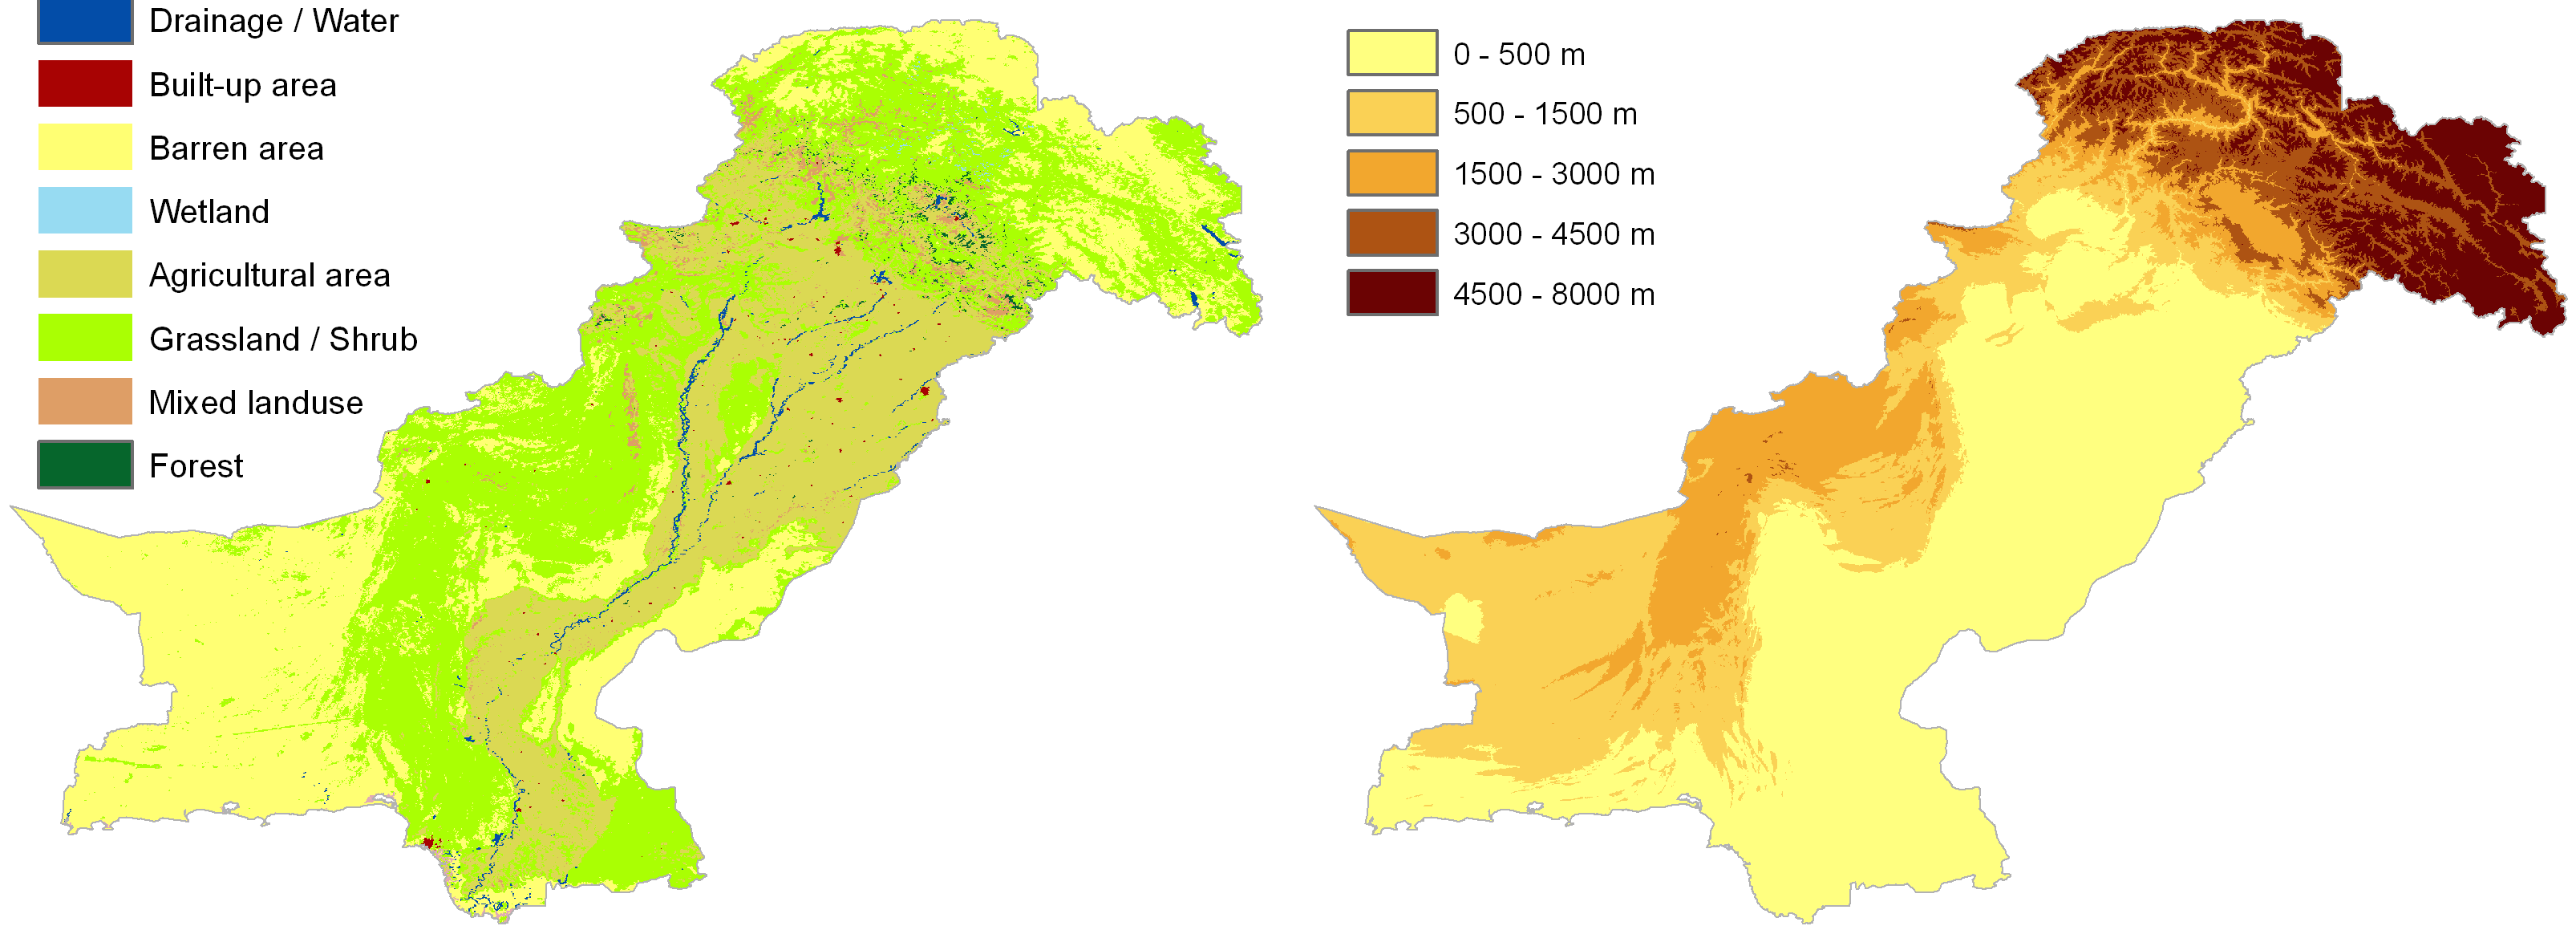 Drainage / Water
Built-up area
Barren area
Wetland
Agricultural area
Grassland / Shrub
Mixed landuse
Forest
0 - 500 m
500 - 1500 m
1500 - 3000 m
3000 - 4500 m
4500 - 8000 m